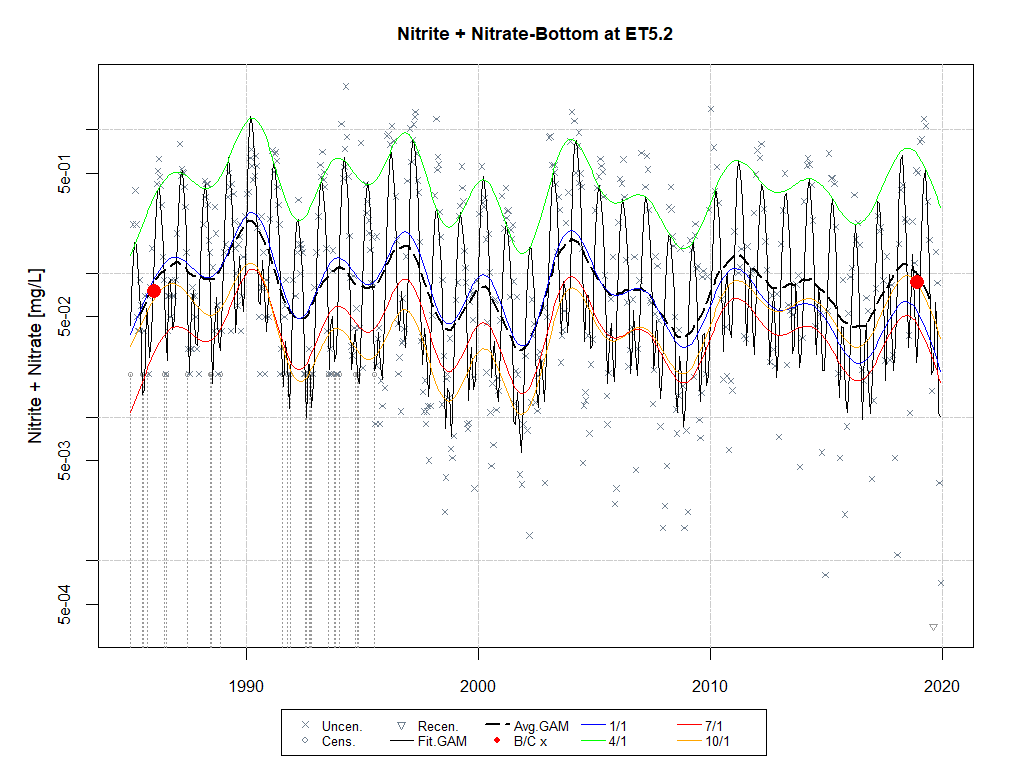 Nitrite + Nitrate-Bottom at ET5.2
Nitrite + Nitrate [mg/L]
5e-01
5e-02
5e-03
5e-04
1990
2000
2010
2020
Uncen.
Recen.
Avg.GAM
1/1
7/1
Cens.
Fit.GAM
B/C x
4/1
10/1